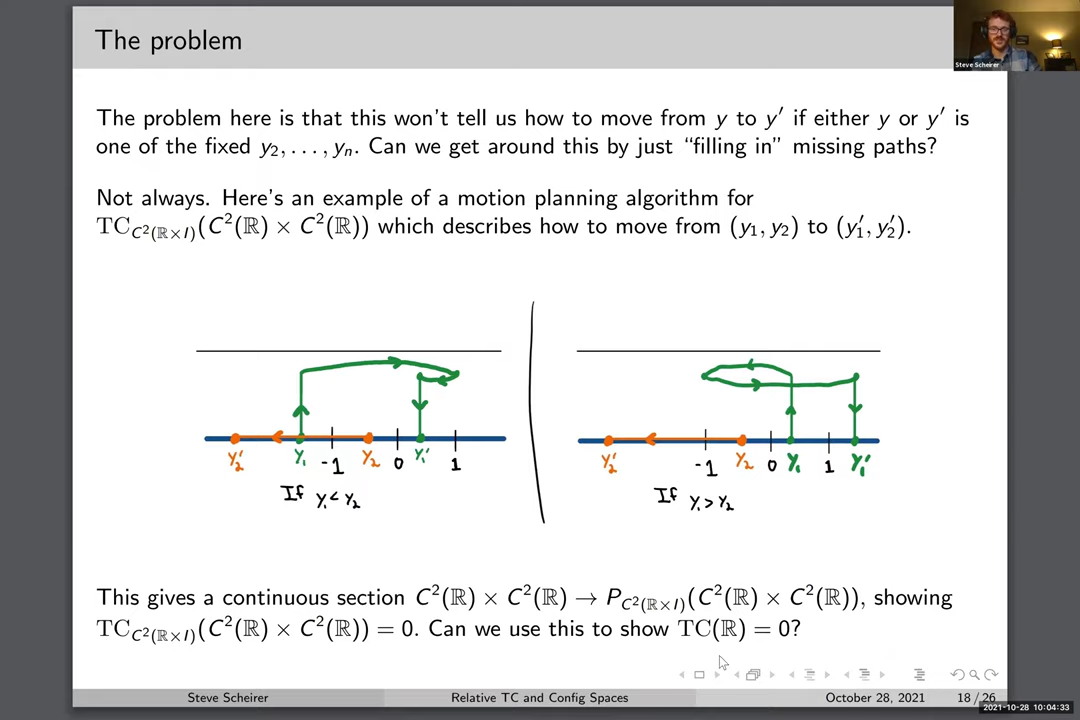 The problem
Steve Scheirer
The problem here is that this won't tell us how to move from y to y′ if either y or y′ is
one of the fixed y₂, . . . , yₙ. Can we get around this by just “filling in” missing paths?
Not always. Here's an example of a motion planning algorithm for
TC_{C²(ℝ×I)}(C²(ℝ) × C²(ℝ)) which describes how to move from (y₁, y₂) to (y₁′, y₂′).
y₂′ y₁ -1 y₂ 0 y₁′ 1
If y₁ < y₂
y₂′ -1 y₂ 0 y₁ 1 y₁′
If y₁ > y₂
This gives a continuous section C²(ℝ) × C²(ℝ) → P_{C²(ℝ×I)}(C²(ℝ) × C²(ℝ)), showing
TC_{C²(ℝ×I)}(C²(ℝ) × C²(ℝ)) = 0. Can we use this to show TC(ℝ) = 0?
Steve Scheirer Relative TC and Config Spaces October 28, 2021 18 / 26
2021-10-28 10:04:33